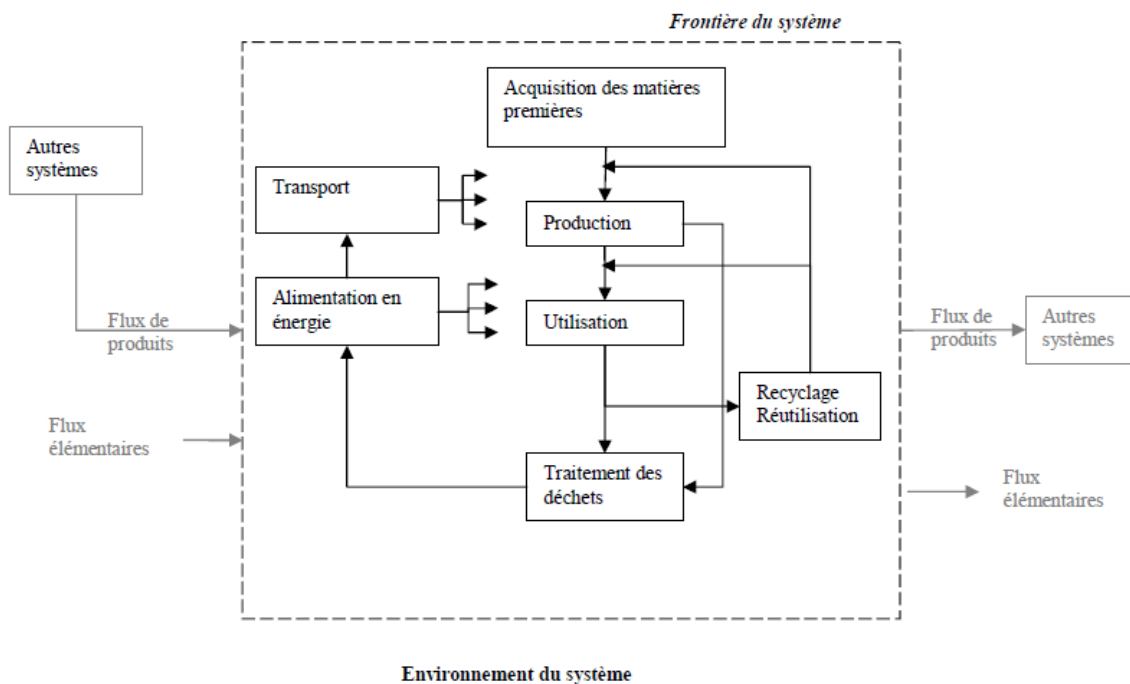 Frontière du système
Acquisition des matières
premières
Autres
systèmes
Transport
Production
Alimentation en
énergie
Utilisation
Flux de
produits
Flux de
produits
Autres
systèmes
Recyclage
Réutilisation
Flux
élémentaires
Traitement des
déchets
Flux
élémentaires
Environnement du système